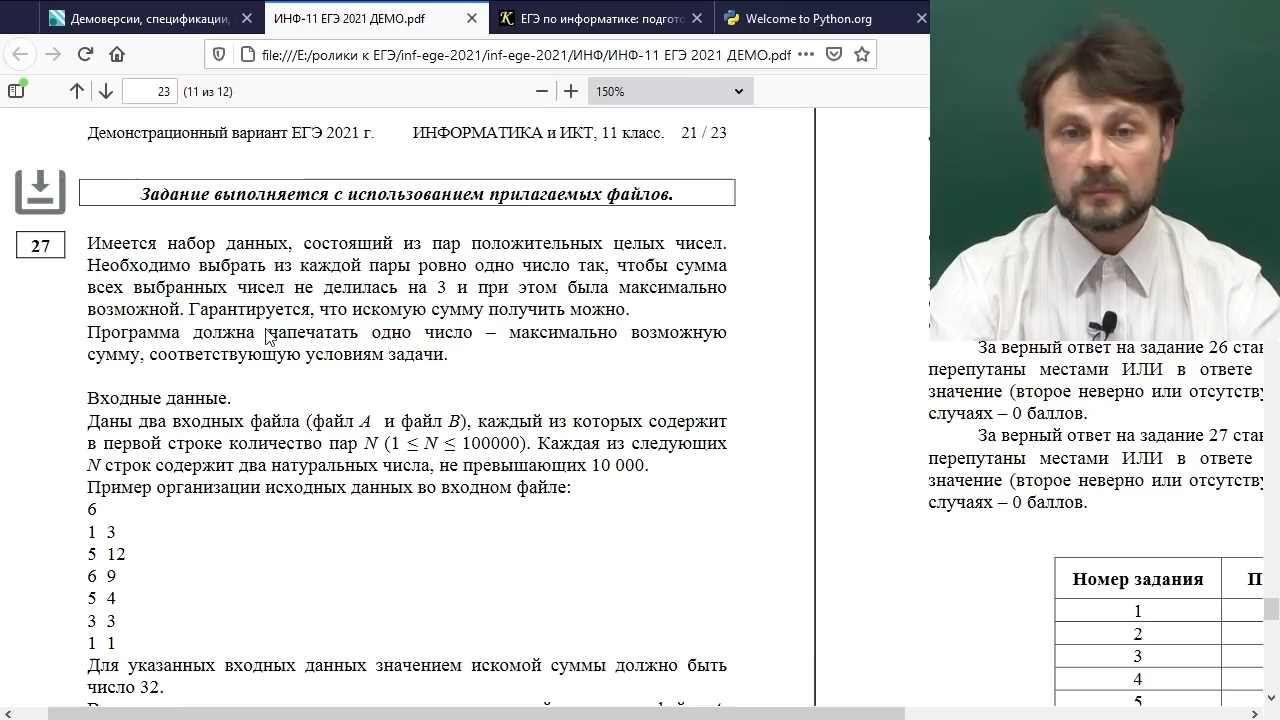 Демоверсии, спецификации,
ИНФ-11 ЕГЭ 2021 ДЕМО.pdf
ЕГЭ по информатике: подгото
Welcome to Python.org
file:///E:/ролики к ЕГЭ/inf-ege-2021/inf-ege-2021/ИНФ/ИНФ-11 ЕГЭ 2021 ДЕМО.pdf
23
(11 из 12)
150%
Демонстрационный вариант ЕГЭ 2021 г. ИНФОРМАТИКА и ИКТ, 11 класс. 21 / 23
Задание выполняется с использованием прилагаемых файлов.
27
Имеется набор данных, состоящий из пар положительных целых чисел.
Необходимо выбрать из каждой пары ровно одно число так, чтобы сумма
всех выбранных чисел не делилась на 3 и при этом была максимально
возможной. Гарантируется, что искомую сумму получить можно.
Программа должна напечатать одно число – максимально возможную
сумму, соответствующую условиям задачи.
Входные данные.
Даны два входных файла (файл A и файл B), каждый из которых содержит
в первой строке количество пар N (1 ≤ N ≤ 100000). Каждая из следующих
N строк содержит два натуральных числа, не превышающих 10 000.
Пример организации исходных данных во входном файле:
6
1 3
5 12
6 9
5 4
3 3
1 1
Для указанных входных данных значением искомой суммы должно быть
число 32.
За верный ответ на задание 26 ста
перепутаны местами ИЛИ в ответе
значение (второе неверно или отсутству
случаях – 0 баллов.
За верный ответ на задание 27 ста
перепутаны местами ИЛИ в ответе
значение (второе неверно или отсутству
случаях – 0 баллов.
Номер задания П
1
2
3
4
5